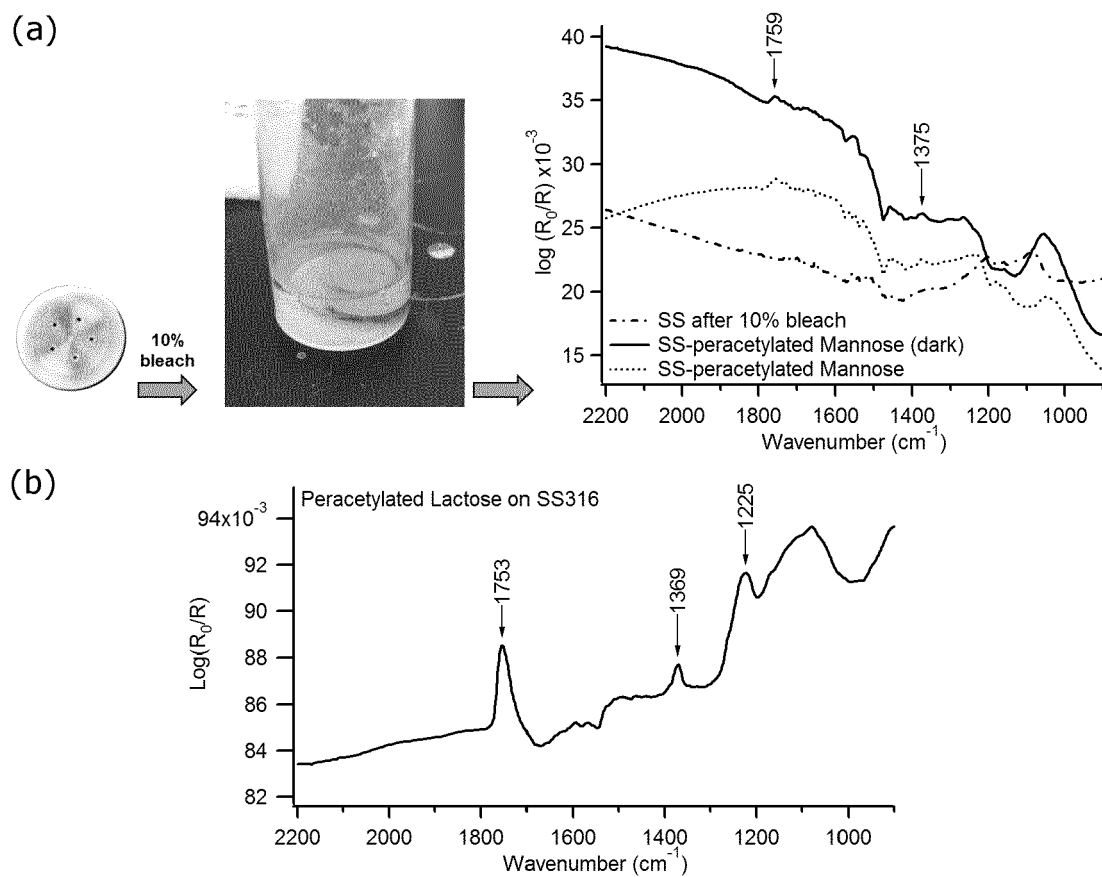 (a)
10%
bleach
log (R₀/R) x10⁻³
40
35
30
25
20
15
1759
1375
SS after 10% bleach
SS-peracetylated Mannose (dark)
SS-peracetylated Mannose
2200 2000 1800 1600 1400 1200 1000
Wavenumber (cm⁻¹)
(b)
Peracetylated Lactose on SS316
Log(R₀/R)
94x10⁻³
92
90
88
86
84
82
1753
1369
1225
2200 2000 1800 1600 1400 1200 1000
Wavenumber (cm⁻¹)